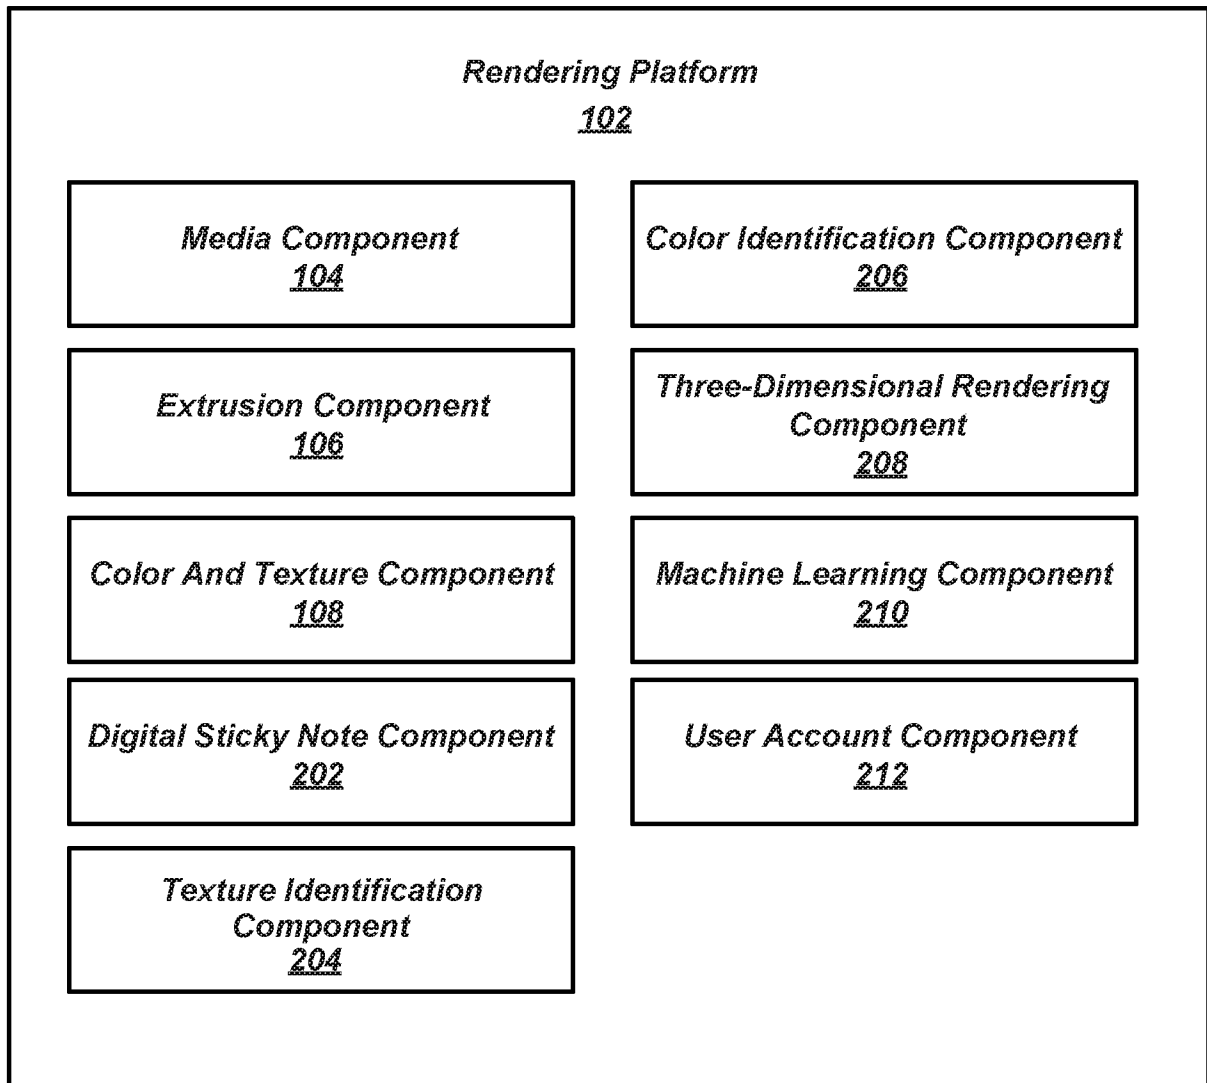 Rendering Platform
102
Media Component
104
Extrusion Component
106
Color And Texture Component
108
Digital Sticky Note Component
202
Texture Identification
Component
204
Color Identification Component
206
Three-Dimensional Rendering
Component
208
Machine Learning Component
210
User Account Component
212